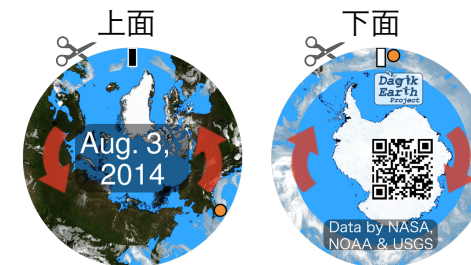 上面
下面
Dagik
Earth
Project
Aug. 3,
2014
Data by NASA,
NOAA & USGS